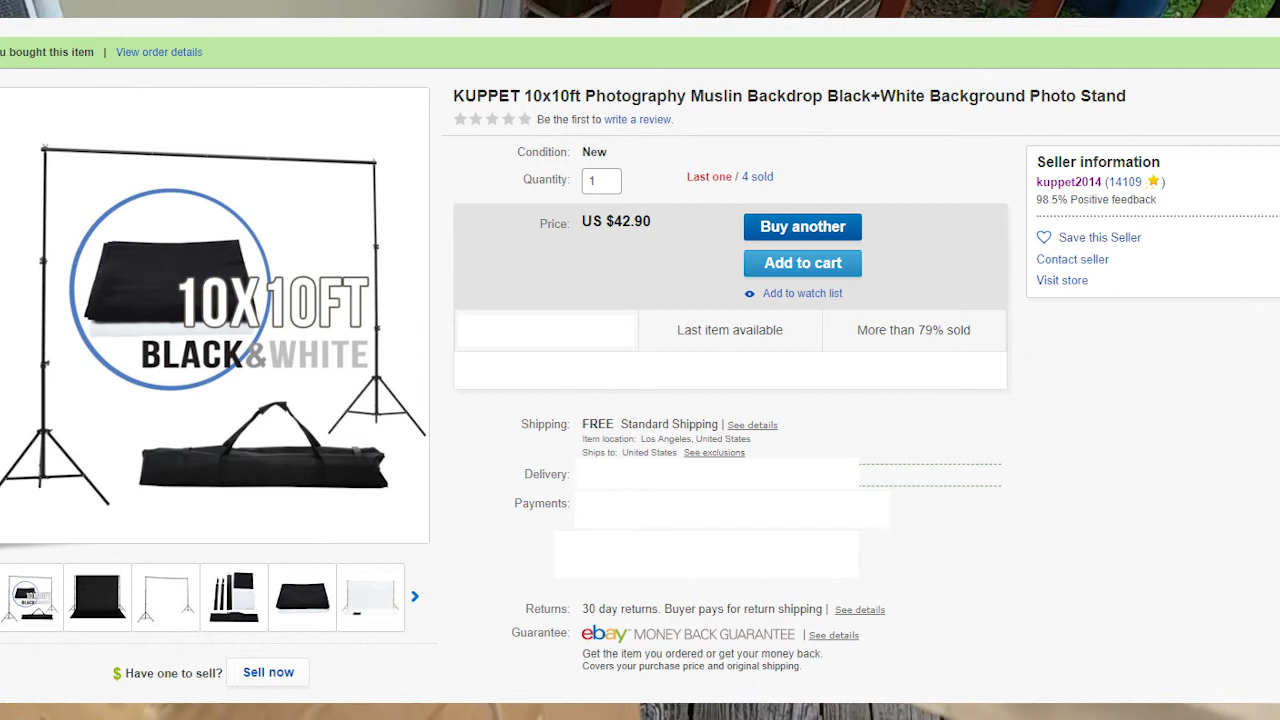 u bought this item | View order details
KUPPET 10x10ft Photography Muslin Backdrop Black+White Background Photo Stand
Be the first to write a review.
Condition: New
Quantity: 1 Last one / 4 sold
Price: US $42.90
Buy another
Add to cart
Add to watch list
Last item available More than 79% sold
Shipping: FREE Standard Shipping | See details
Item location: Los Angeles, United States
Ships to: United States See exclusions
Delivery:
Payments:
Returns: 30 day returns. Buyer pays for return shipping | See details
Guarantee: ebay™ MONEY BACK GUARANTEE | See details
Get the item you ordered or get your money back.
Covers your purchase price and original shipping.
Seller information
kuppet2014 (14109 )
98.5% Positive feedback
Save this Seller
Contact seller
Visit store
10X10FT
BLACK&WHITE
$ Have one to sell? Sell now